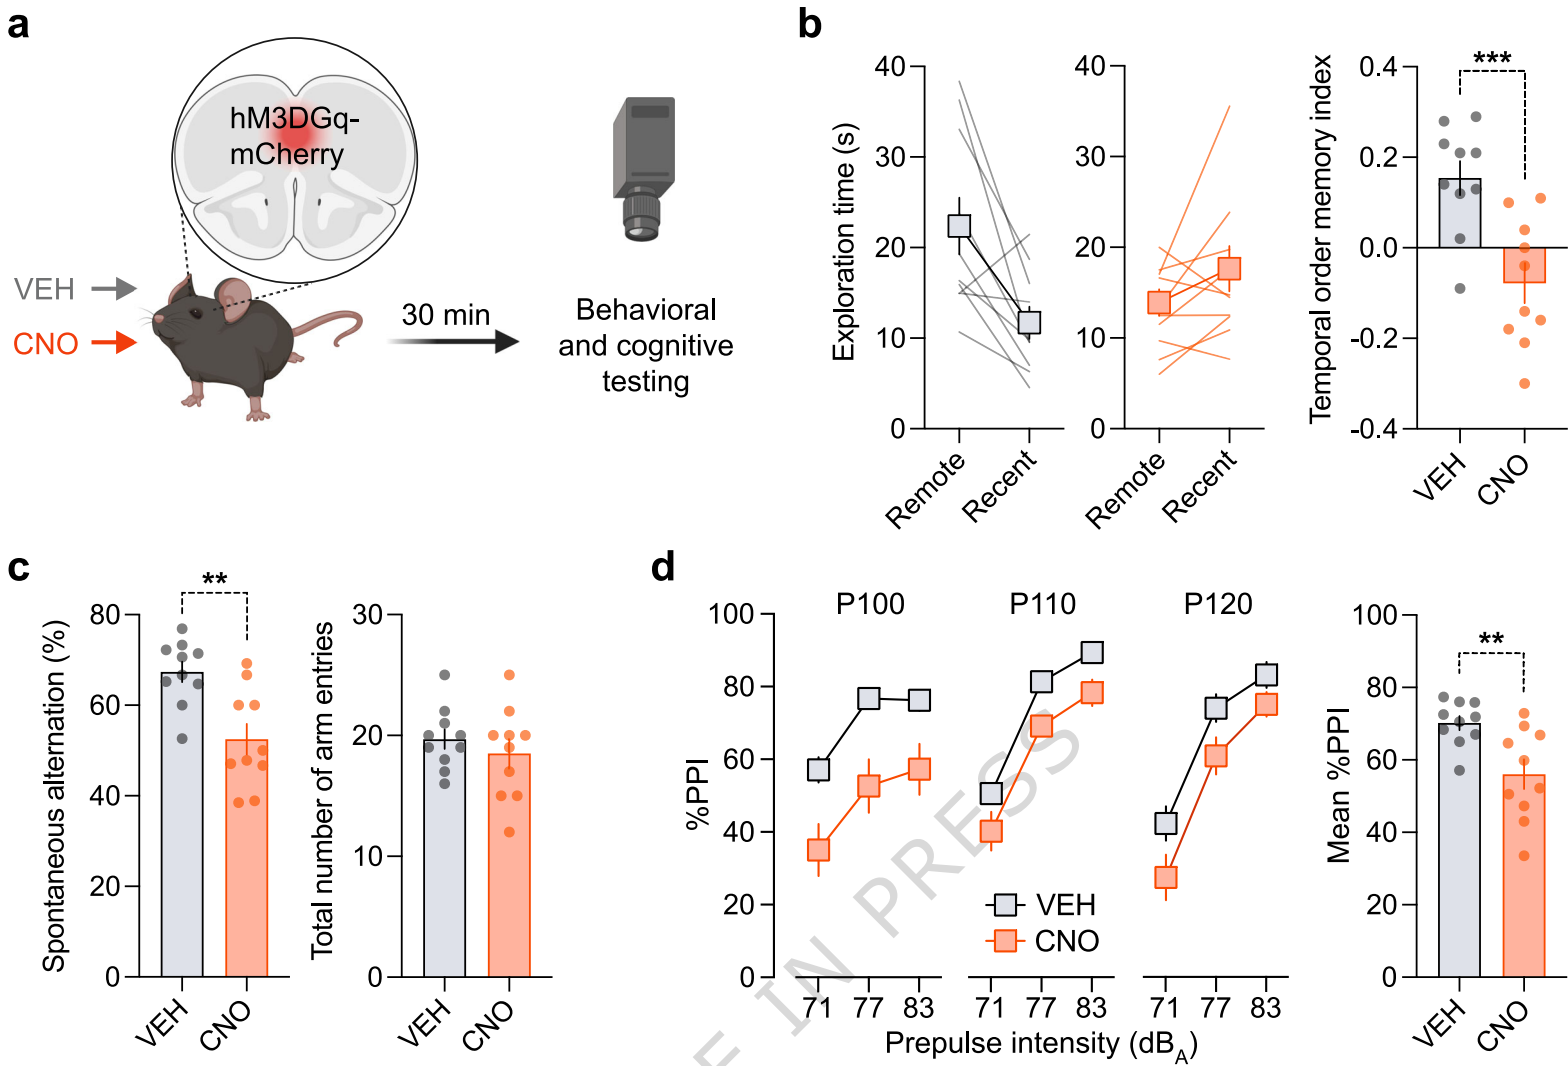 a
hM3DGq-
mCherry
VEH
CNO
30 min
Behavioral
and cognitive
testing
b
Exploration time (s)
40
30
20
10
0
Remote
Recent
40
30
20
10
0
Remote
Recent
Temporal order memory index
0.4
0.2
0.0
-0.2
-0.4
***
VEH
CNO
c
Spontaneous alternation (%)
80
60
40
20
0
**
VEH
CNO
Total number of arm entries
30
20
10
0
VEH
CNO
d
%PPI
100
80
60
40
20
0
P100
P110
P120
VEH
CNO
71 77 83
71 77 83
71 77 83
Prepulse intensity (dBA)
Mean %PPI
100
80
60
40
20
0
**
VEH
CNO
E IN PRESS